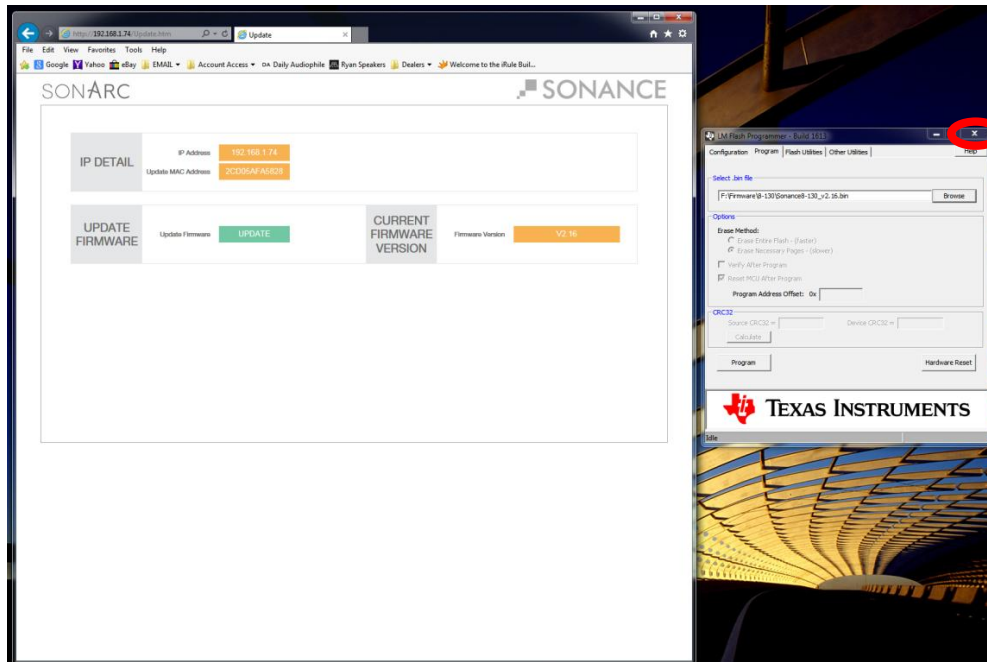 http://192.168.1.74/Update.htm
Update
File Edit View Favorites Tools Help
Google Yahoo eBay EMAIL Account Access DA Daily Audiophile Ryan Speakers Dealers Welcome to the iRule Buil...
SONARC
SONANCE
IP DETAIL
IP Address 192.168.1.74
Update MAC Address 2CD05AFA5828
UPDATE FIRMWARE
Update Firmware UPDATE
CURRENT FIRMWARE VERSION
Firmware Version V2.16
LM Flash Programmer - Build 1613
Configuration Program Flash Utilities Other Utilities Help
Select .bin file
F:\Firmware\8-130\Sonance8-130_v2.16.bin Browse
Options
Erase Method:
Erase Entire Flash - (faster)
Erase Necessary Pages - (slower)
Verify After Program
Reset MCU After Program
Program Address Offset: 0x
CRC32
Source CRC32 = Device CRC32 =
Calculate
Program Hardware Reset
TEXAS INSTRUMENTS
Idle